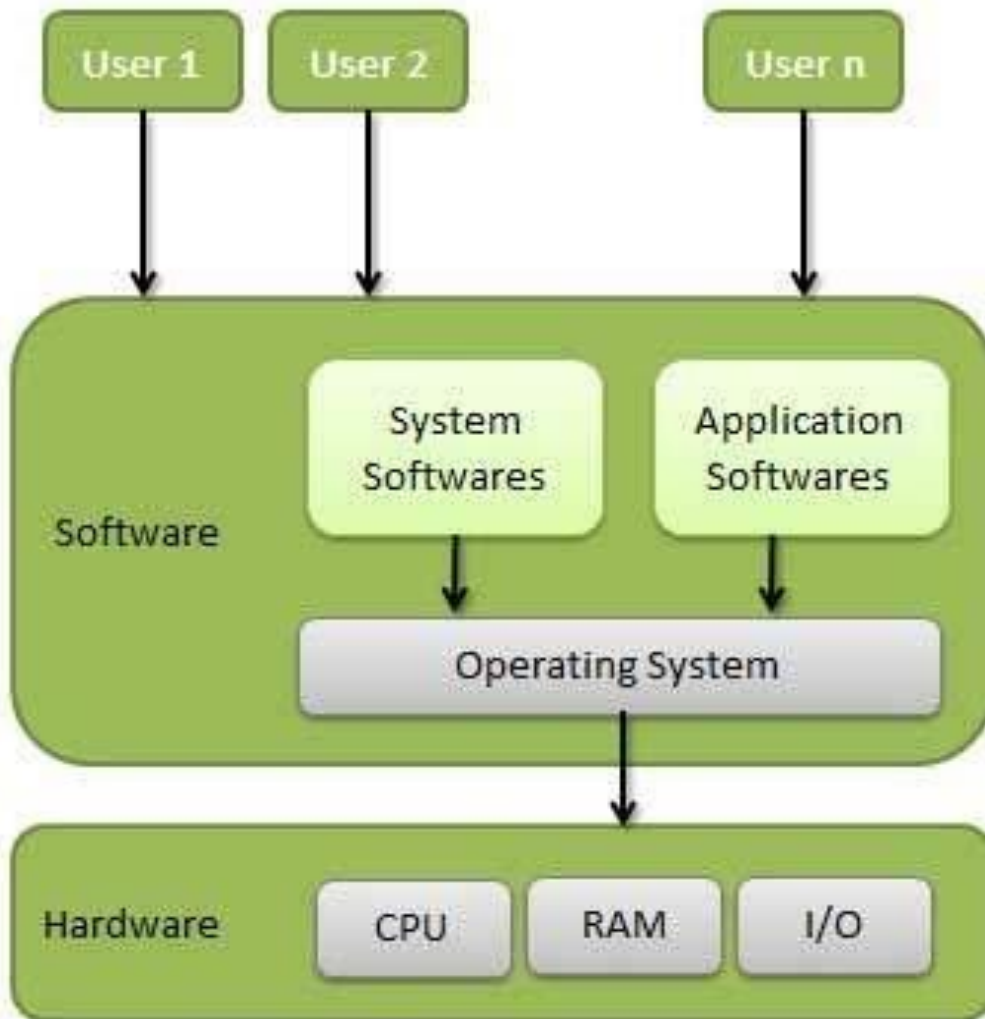 User 1
User 2
User n
System
Softwares
Application
Softwares
Software
Operating System
Hardware
CPU
RAM
I/O